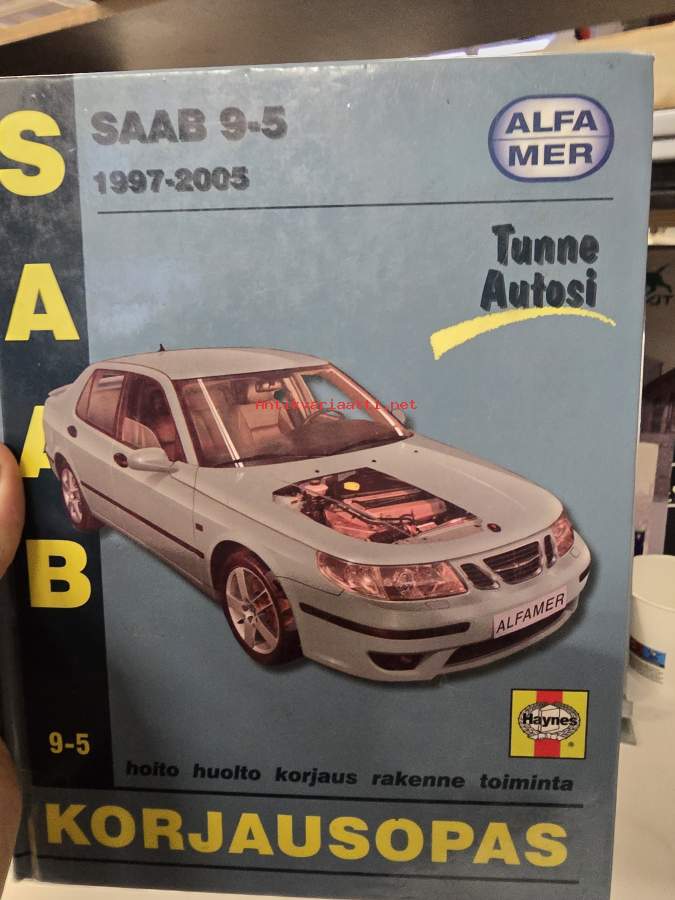 SAAB
SAAB 9-5
1997-2005
ALFA
MER
Tunne
Autosi
Antikvariaatti.net
ALFAMER
Haynes
9-5
hoito huolto korjaus rakenne toiminta
KORJAUSOPAS